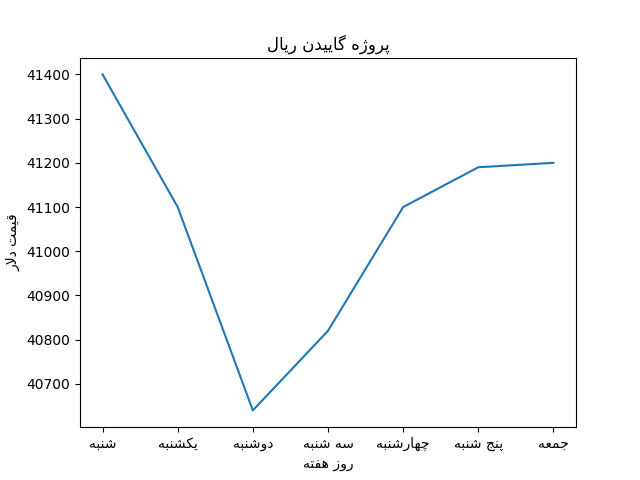 پروژه گاییدن ریال
قیمت دلار
41400
41300
41200
41100
41000
40900
40800
40700
شنبه
یکشنبه
دوشنبه
سه شنبه
چهارشنبه
پنج شنبه
جمعه
روز هفته